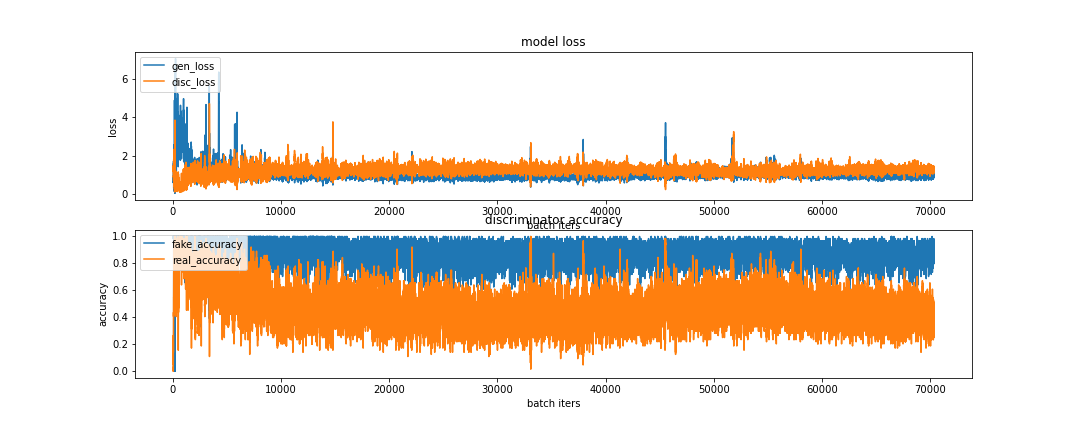 model loss
gen_loss
disc_loss
loss
6
4
2
0
0 10000 20000 30000 40000 50000 60000 70000
batch iters
discriminator accuracy
fake_accuracy
real_accuracy
accuracy
1.0
0.8
0.6
0.4
0.2
0.0
0 10000 20000 30000 40000 50000 60000 70000
batch iters